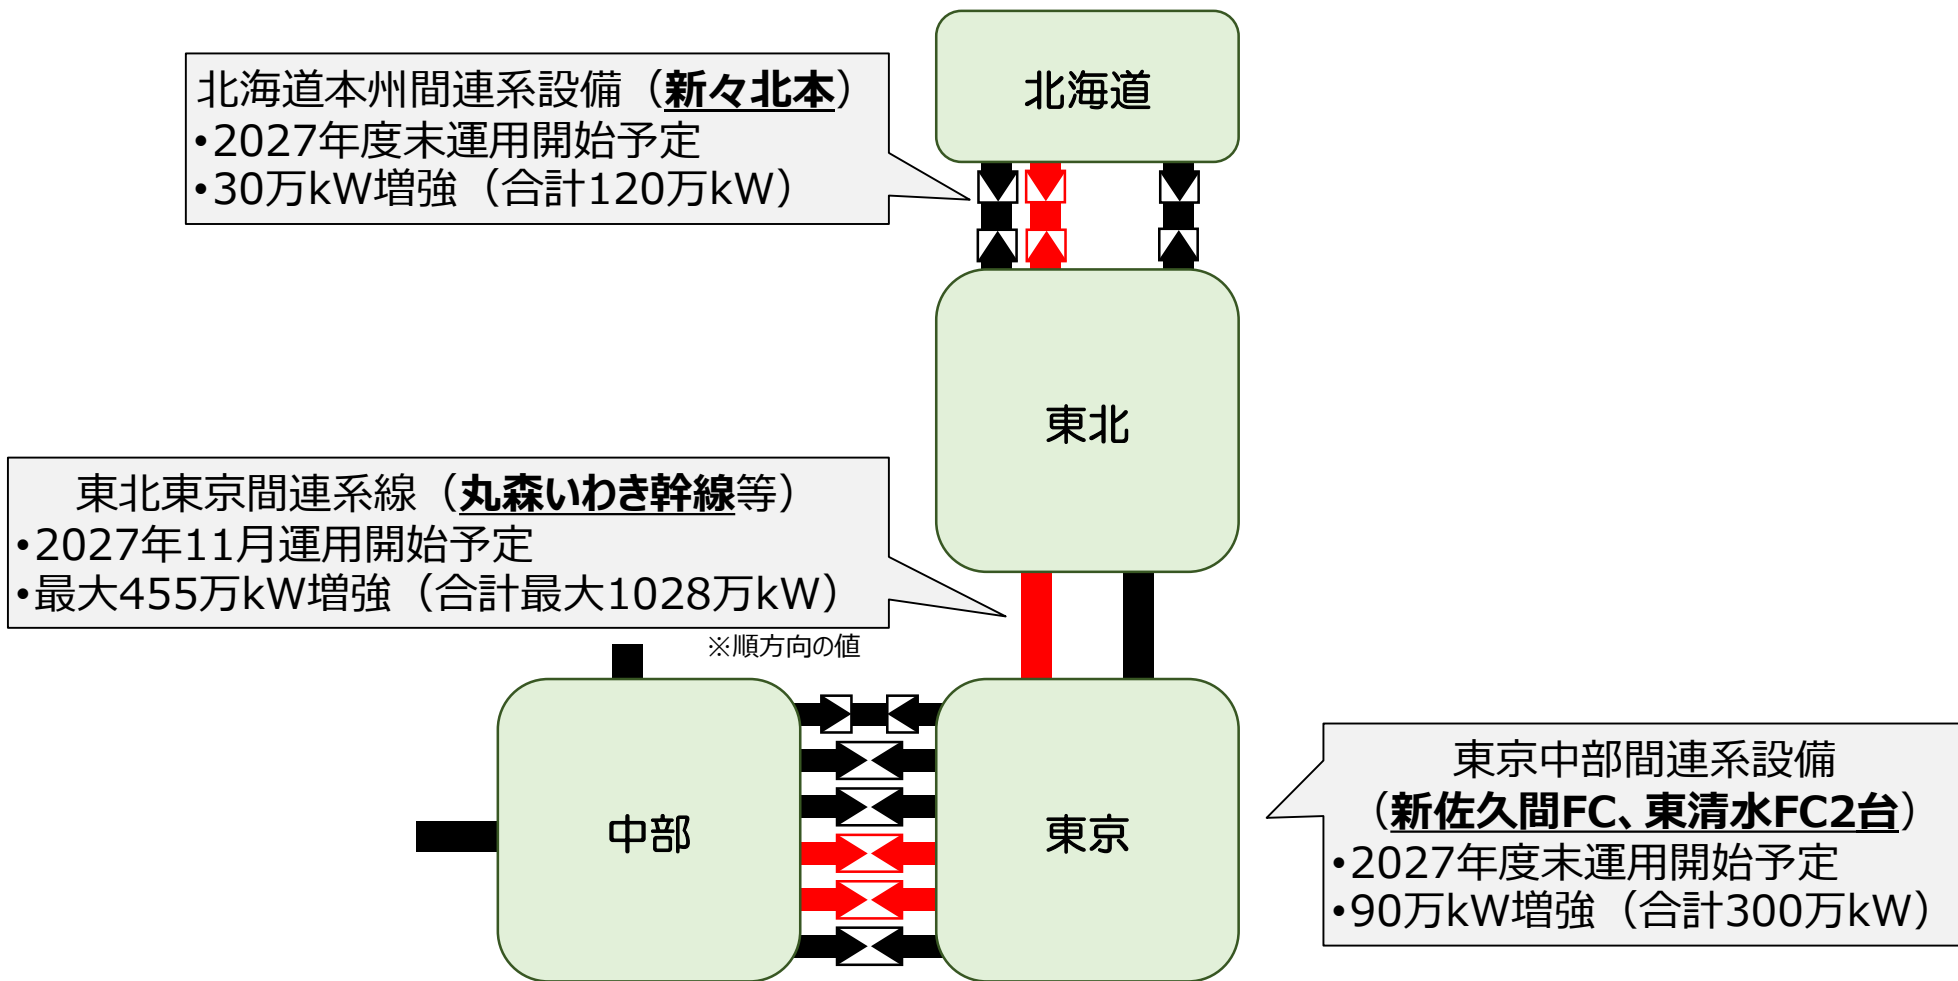 北海道
北海道本州間連系設備（新々北本）
•2027年度末運用開始予定
•30万kW増強（合計120万kW）
東北
東北東京間連系線（丸森いわき幹線等）
•2027年11月運用開始予定
•最大455万kW増強（合計最大1028万kW）
※順方向の値
中部
東京
東京中部間連系設備
（新佐久間FC、東清水FC2台）
•2027年度末運用開始予定
•90万kW増強（合計300万kW）